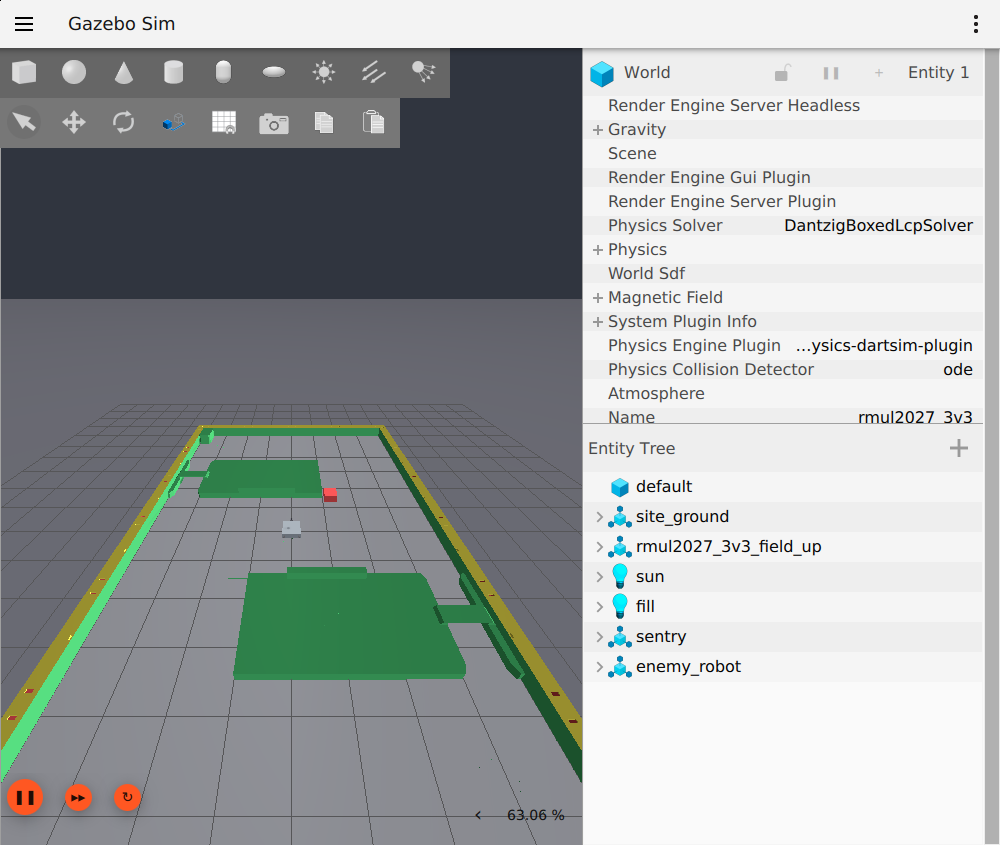 Gazebo Sim
World
Entity 1
Render Engine Server Headless
Gravity
Scene
Render Engine Gui Plugin
Render Engine Server Plugin
Physics Solver DantzigBoxedLcpSolver
Physics
World Sdf
Magnetic Field
System Plugin Info
Physics Engine Plugin ...ysics-dartsim-plugin
Physics Collision Detector ode
Atmosphere
Name rmul2027_3v3
Entity Tree
default
site_ground
rmul2027_3v3_field_up
sun
fill
sentry
enemy_robot
63.06 %